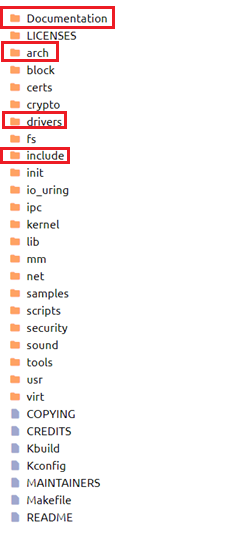 Documentation
LICENSES
arch
block
certs
crypto
drivers
fs
include
init
io_uring
ipc
kernel
lib
mm
net
samples
scripts
security
sound
tools
usr
virt
COPYING
CREDITS
Kbuild
Kconfig
MAINTAINERS
Makefile
README